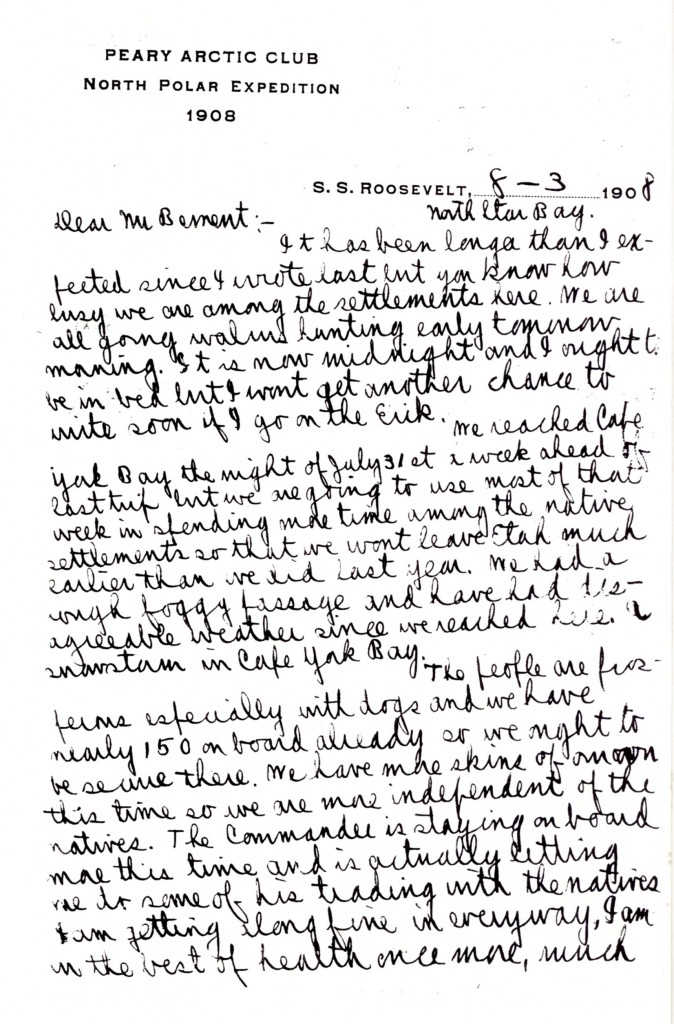 PEARY ARCTIC CLUB
NORTH POLAR EXPEDITION
1908
S. S. ROOSEVELT, 8 – 3 1908
North Star Bay.
Dear Mr Bement:–
It has been longer than I ex-
pected since I wrote last but you know how
busy we are among the settlements here. We are
all going walrus hunting early tomorrow
morning. It is now midnight and I ought to
be in bed but I wont get another chance to
write soon if I go on the Erik. We reached Cape
York Bay the night of July 31st a week ahead of
last trip but we are going to use most of that
week in spending more time among the native
settlements so that we wont leave Etah much
earlier than we did last year. We had a
rough foggy passage and have had dis-
agreeable weather since we reached here. a
snowstorm in Cape York Bay. The people are pros-
perous especially with dogs and we have
nearly 150 on board already so we ought to
be secure there. We have more skins of our own
this time so we are more independent of the
natives. The Commander is staying on board
more this time and is actually letting
me do some of his trading with the natives
I am getting along fine in everyway, I am
in the best of health once more, much